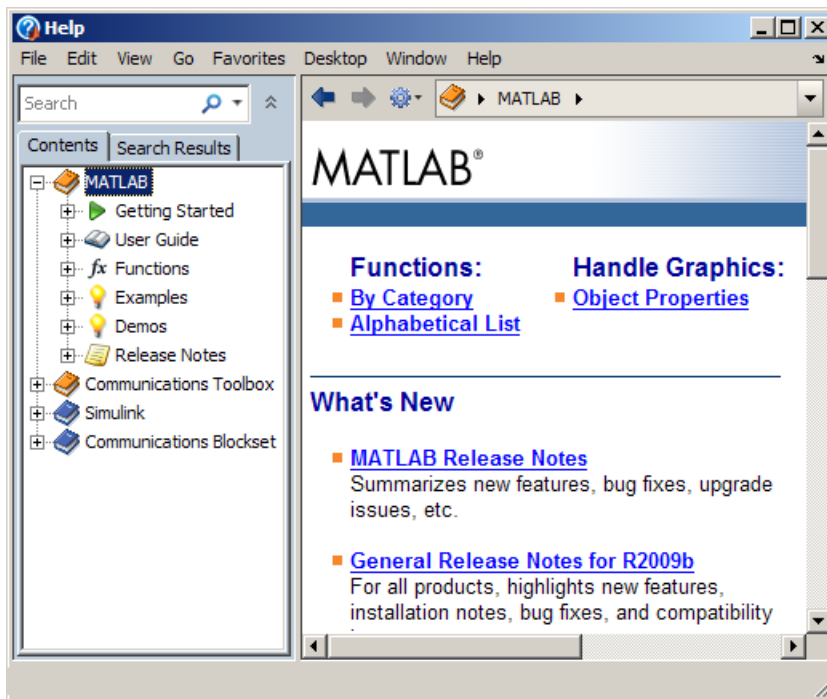 Help
File Edit View Go Favorites Desktop Window Help
Search
MATLAB
Contents Search Results
MATLAB
Getting Started
User Guide
fx Functions
Examples
Demos
Release Notes
Communications Toolbox
Simulink
Communications Blockset
MATLAB®
Functions: Handle Graphics:
By Category Object Properties
Alphabetical List
What's New
MATLAB Release Notes
Summarizes new features, bug fixes, upgrade
issues, etc.
General Release Notes for R2009b
For all products, highlights new features,
installation notes, bug fixes, and compatibility